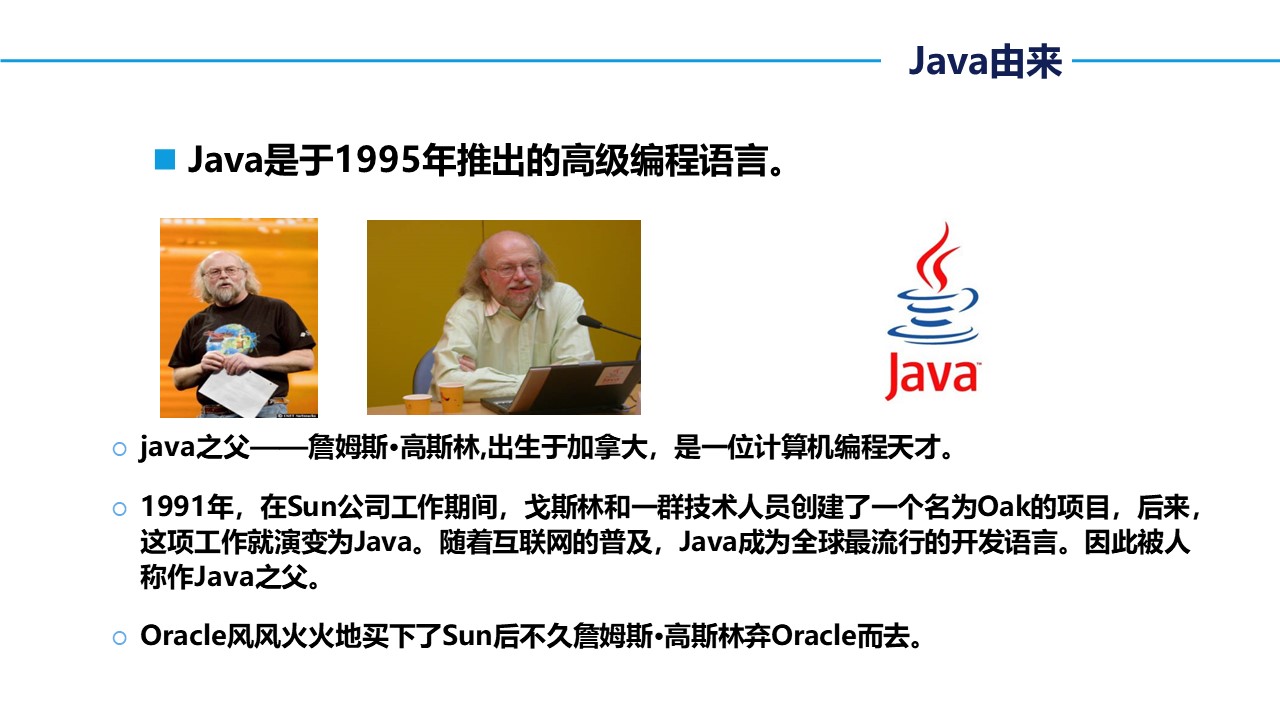 Java由来
Java是于1995年推出的高级编程语言。
Java™
java之父——詹姆斯•高斯林,出生于加拿大，是一位计算机编程天才。
1991年，在Sun公司工作期间，戈斯林和一群技术人员创建了一个名为Oak的项目，后来，
这项工作就演变为Java。随着互联网的普及，Java成为全球最流行的开发语言。因此被人
称作Java之父。
Oracle风风火火地买下了Sun后不久詹姆斯•高斯林弃Oracle而去。